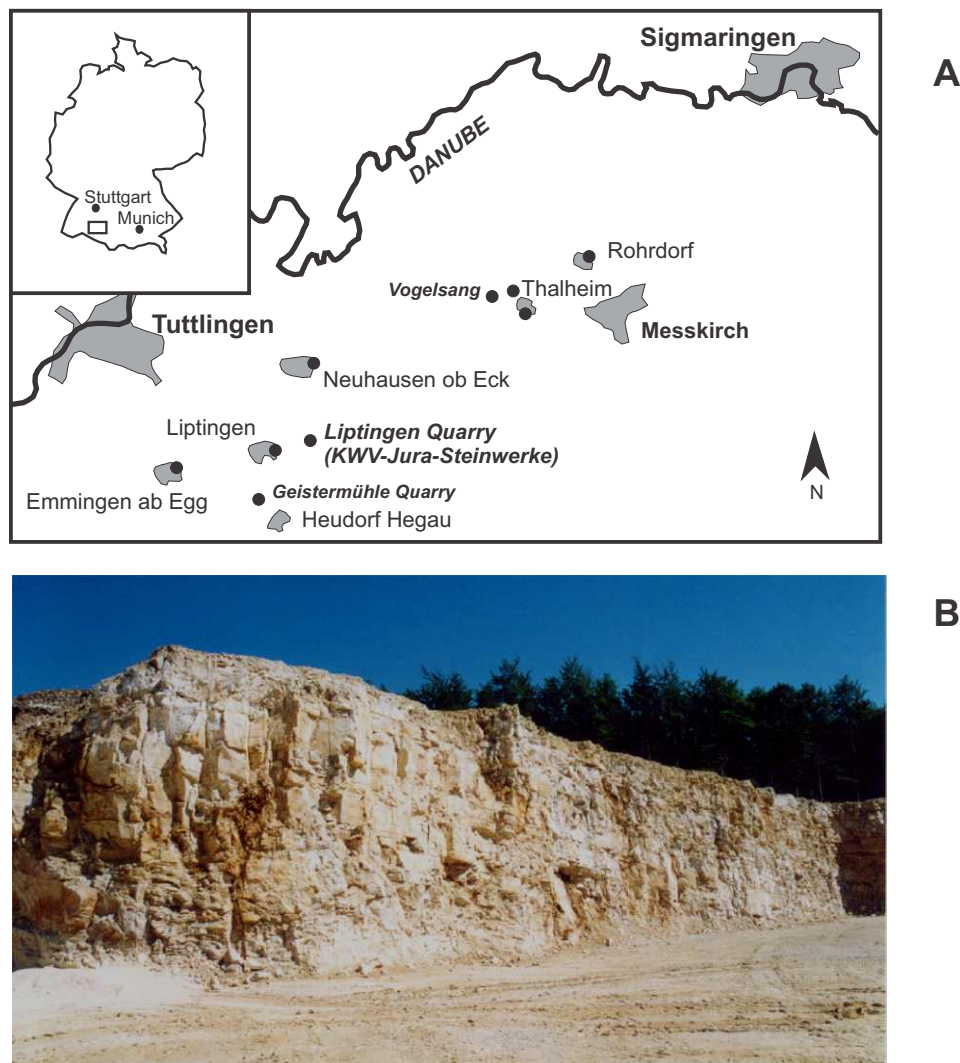 A
Sigmaringen
DANUBE
Stuttgart
Munich
Rohrdorf
Vogelsang
Thalheim
Tuttlingen
Messkirch
Neuhausen ob Eck
Liptingen
Liptingen Quarry
(KWV-Jura-Steinwerke)
Emmingen ab Egg
Geistermühle Quarry
Heudorf Hegau
N
B